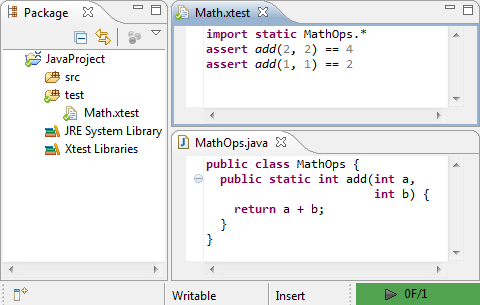 Package
JavaProject
src
test
Math.xtest
JRE System Library
Xtest Libraries
Math.xtest
import static MathOps.*
assert add(2, 2) == 4
assert add(1, 1) == 2
MathOps.java
public class MathOps {
public static int add(int a,
int b) {
return a + b;
}
}
Writable
Insert
0F/1